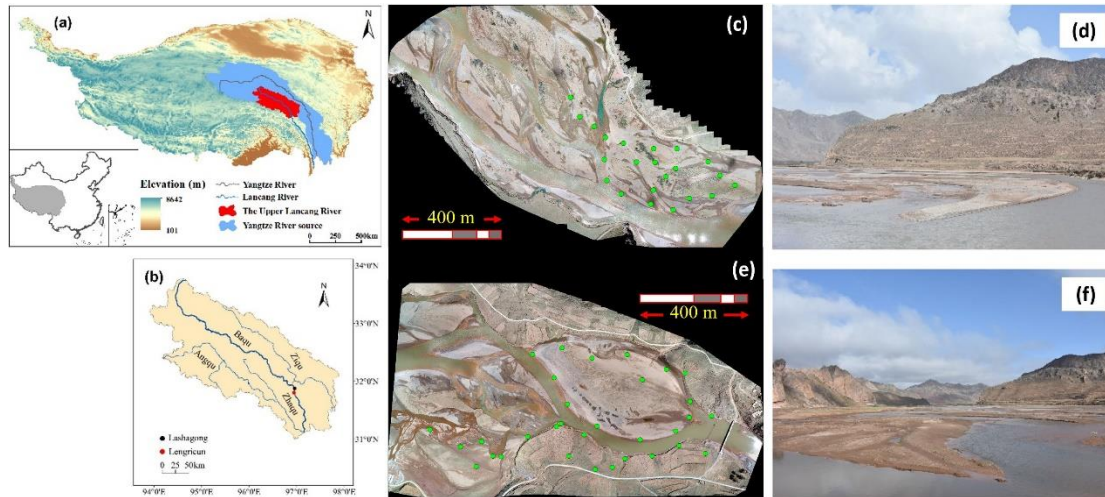 (a)
N
Elevation (m)
8642
101
Yangtze River
Lancang River
The Upper Lancang River
Yangtze River source
0 500km
(b)
N
34°0'N
33°0'N
32°0'N
31°0'N
Baqu
Ziqu
Angqu
Zhaqu
Lashagong
Lengricun
0 25 50km
94°0'E 95°0'E 96°0'E 97°0'E 98°0'E
(c)
400 m
(d)
(e)
400 m
(f)